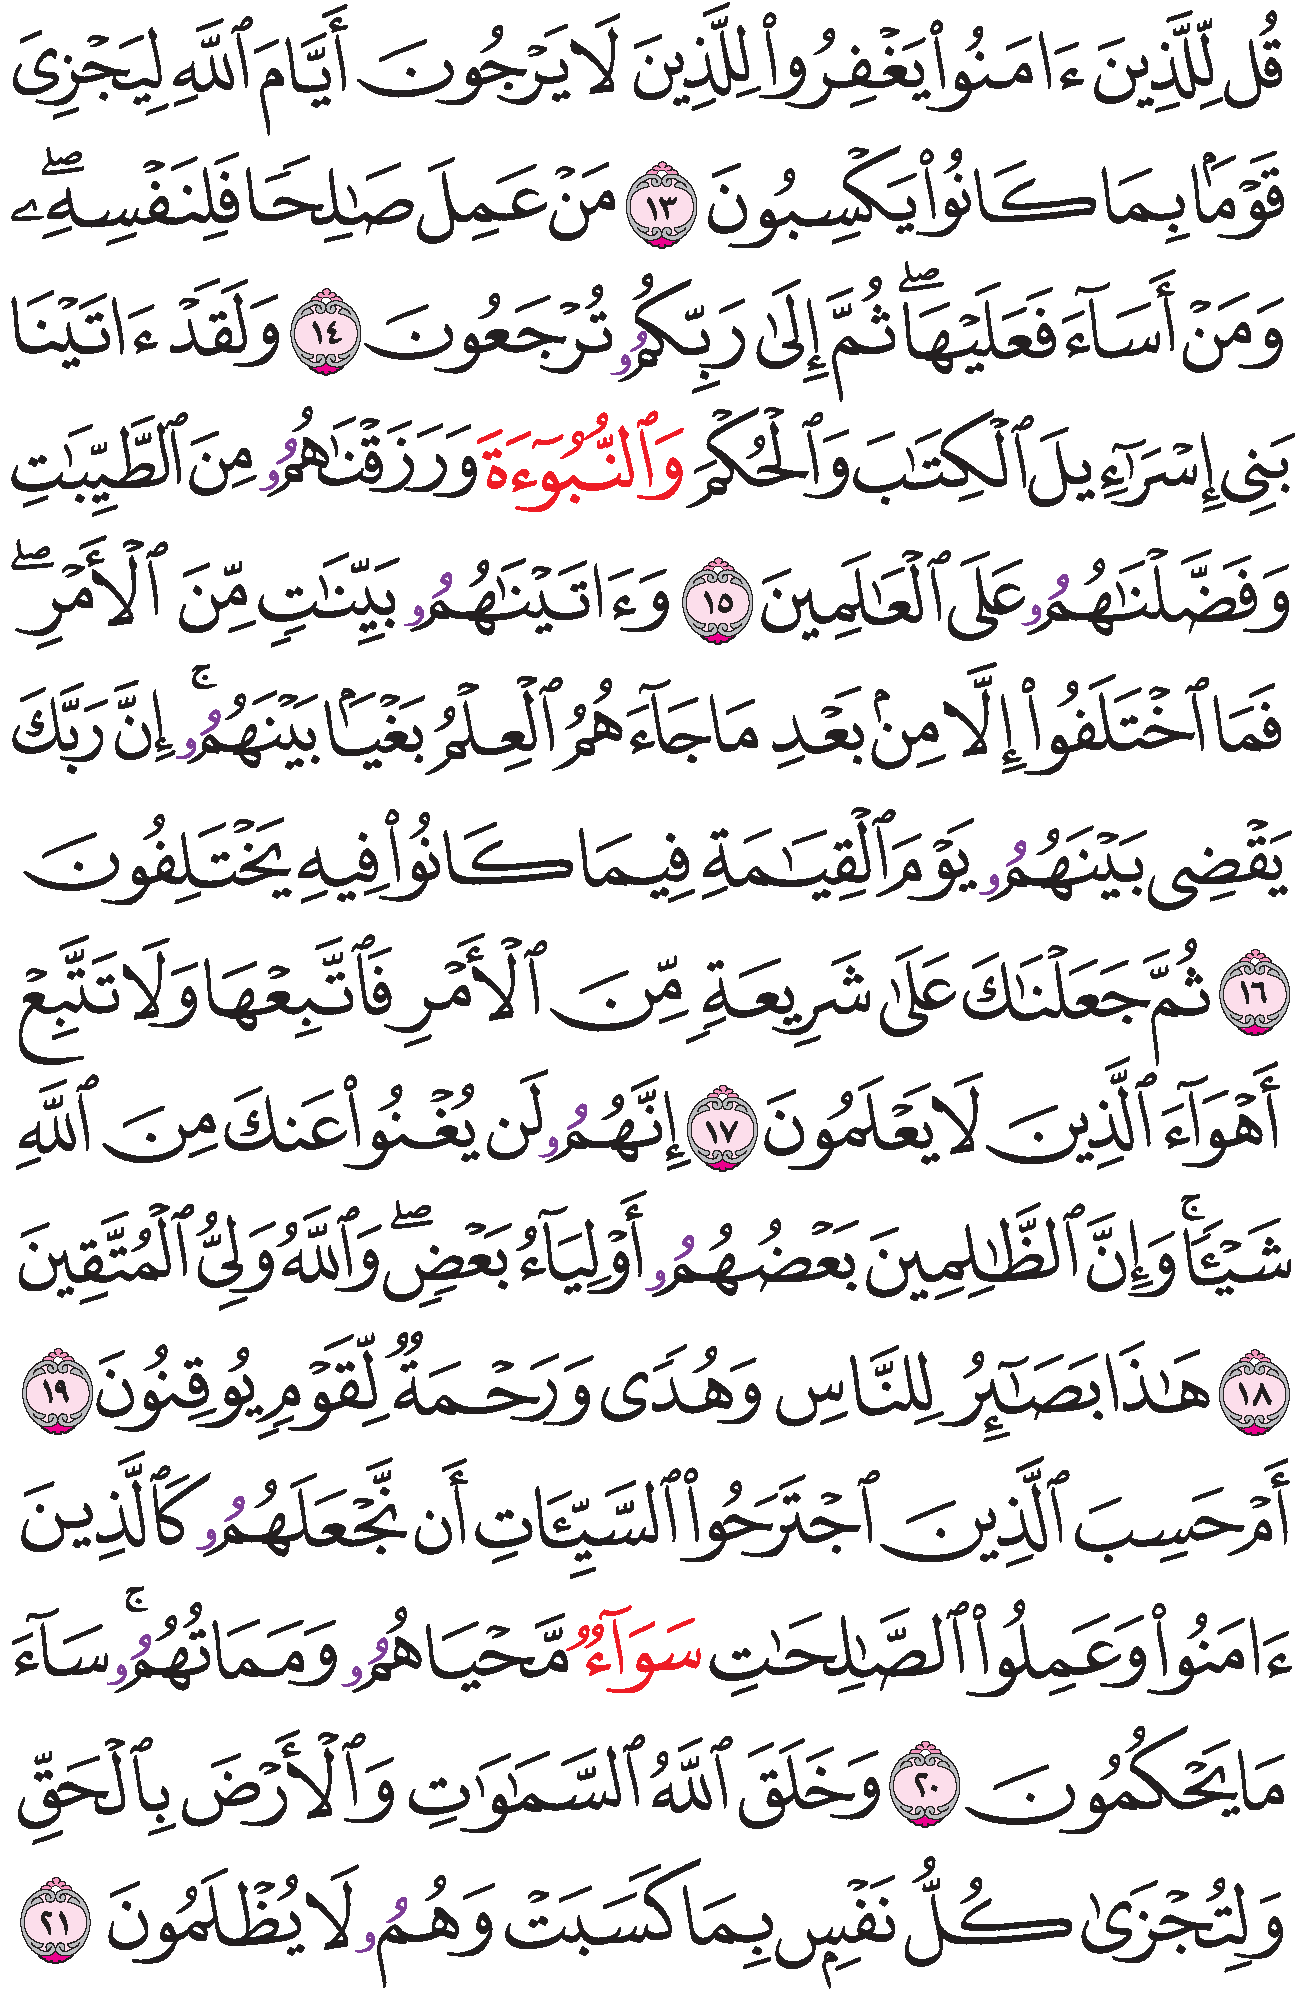 قُل لِّلَّذِينَ ءَامَنُوا۟ يَغْفِرُوا۟ لِلَّذِينَ لَا يَرْجُونَ أَيَّامَ ٱللَّهِ لِيَجْزِىَ
قَوْمَۢا بِمَا كَانُوا۟ يَكْسِبُونَ ١٣ مَنْ عَمِلَ صَٰلِحًا فَلِنَفْسِهِۦۖ
وَمَنْ أَسَآءَ فَعَلَيْهَاۖ ثُمَّ إِلَىٰ رَبِّكُمُۥ تُرْجَعُونَ ١٤ وَلَقَدْ ءَاتَيْنَا
بَنِى إِسْرَٰٓءِيلَ ٱلْكِتَٰبَ وَٱلْحُكْمَ وَٱلنُّبُوٓءَةَ وَرَزَقْنَٰهُمُۥ مِنَ ٱلطَّيِّبَٰتِ
وَفَضَّلْنَٰهُمُۥ عَلَى ٱلْعَٰلَمِينَ ١٥ وَءَاتَيْنَٰهُمُۥ بَيِّنَٰتٍ مِّنَ ٱلْأَمْرِۖ
فَمَا ٱخْتَلَفُوا۟ إِلَّا مِنۢ بَعْدِ مَا جَآءَهُمُ ٱلْعِلْمُ بَغْيَۢا بَيْنَهُمُۥۚ إِنَّ رَبَّكَ
يَقْضِى بَيْنَهُمُۥ يَوْمَ ٱلْقِيَٰمَةِ فِيمَا كَانُوا۟ فِيهِ يَخْتَلِفُونَ
١٦ ثُمَّ جَعَلْنَٰكَ عَلَىٰ شَرِيعَةٍ مِّنَ ٱلْأَمْرِ فَٱتَّبِعْهَا وَلَا تَتَّبِعْ
أَهْوَآءَ ٱلَّذِينَ لَا يَعْلَمُونَ ١٧ إِنَّهُمُۥ لَن يُغْنُوا۟ عَنكَ مِنَ ٱللَّهِ
شَيْـًٔاۚ وَإِنَّ ٱلظَّٰلِمِينَ بَعْضُهُمُۥ أَوْلِيَآءُ بَعْضٍۖ وَٱللَّهُ وَلِىُّ ٱلْمُتَّقِينَ
١٨ هَٰذَا بَصَٰٓئِرُ لِلنَّاسِ وَهُدًى وَرَحْمَةٌ لِّقَوْمٍ يُوقِنُونَ ١٩
أَمْ حَسِبَ ٱلَّذِينَ ٱجْتَرَحُوا۟ ٱلسَّيِّـَٔاتِ أَن نَّجْعَلَهُمُۥ كَٱلَّذِينَ
ءَامَنُوا۟ وَعَمِلُوا۟ ٱلصَّٰلِحَٰتِ سَوَآءٌ مَّحْيَاهُمُۥ وَمَمَاتُهُمُۥۚ سَآءَ
مَا يَحْكُمُونَ ٢٠ وَخَلَقَ ٱللَّهُ ٱلسَّمَٰوَٰتِ وَٱلْأَرْضَ بِٱلْحَقِّ
وَلِتُجْزَىٰ كُلُّ نَفْسٍۭ بِمَا كَسَبَتْ وَهُمُۥ لَا يُظْلَمُونَ ٢١